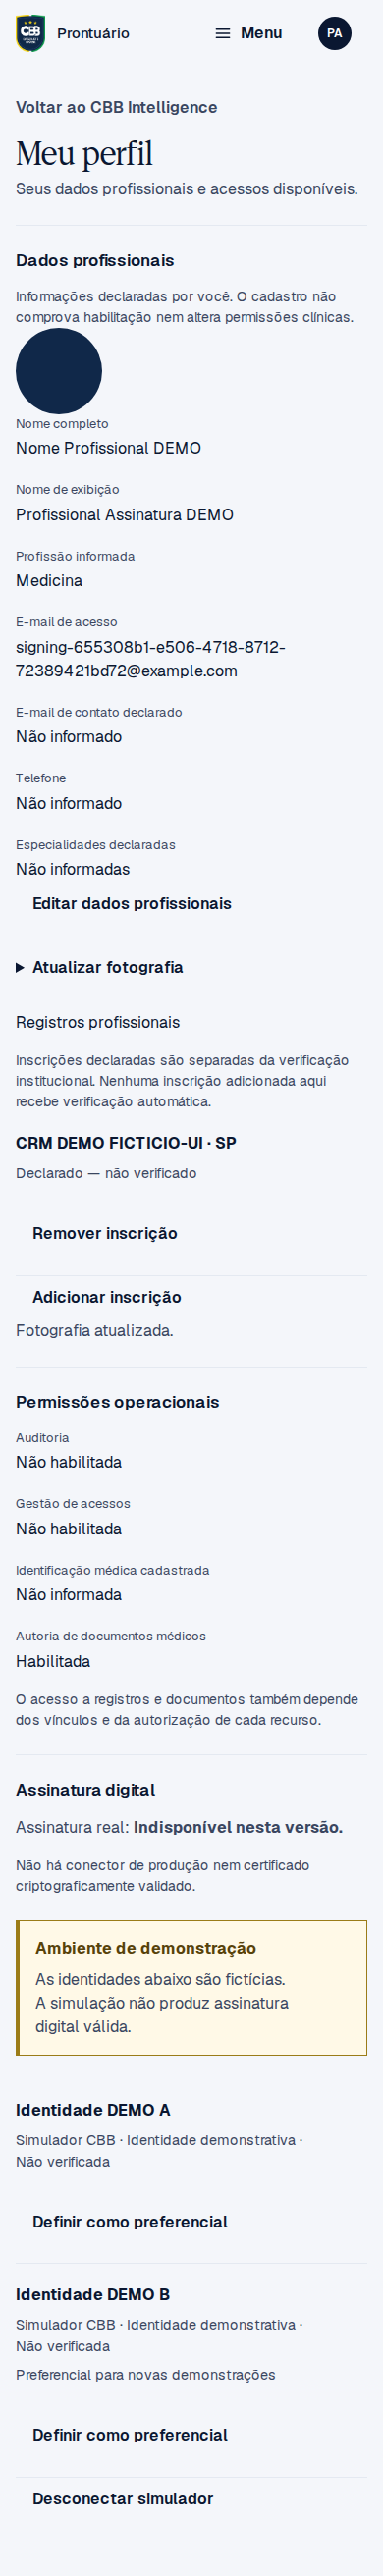 CBB
Prontuário
Menu
PA
Voltar ao CBB Intelligence
Meu perfil
Seus dados profissionais e acessos disponíveis.
Dados profissionais
Informações declaradas por você. O cadastro não
comprova habilitação nem altera permissões clínicas.
Nome completo
Nome Profissional DEMO
Nome de exibição
Profissional Assinatura DEMO
Profissão informada
Medicina
E-mail de acesso
signing-655308b1-e506-4718-8712-
72389421bd72@example.com
E-mail de contato declarado
Não informado
Telefone
Não informado
Especialidades declaradas
Não informadas
Editar dados profissionais
Atualizar fotografia
Registros profissionais
Inscrições declaradas são separadas da verificação
institucional. Nenhuma inscrição adicionada aqui
recebe verificação automática.
CRM DEMO FICTICIO-UI · SP
Declarado — não verificado
Remover inscrição
Adicionar inscrição
Fotografia atualizada.
Permissões operacionais
Auditoria
Não habilitada
Gestão de acessos
Não habilitada
Identificação médica cadastrada
Não informada
Autoria de documentos médicos
Habilitada
O acesso a registros e documentos também depende
dos vínculos e da autorização de cada recurso.
Assinatura digital
Assinatura real: Indisponível nesta versão.
Não há conector de produção nem certificado
criptograficamente validado.
Ambiente de demonstração
As identidades abaixo são fictícias.
A simulação não produz assinatura
digital válida.
Identidade DEMO A
Simulador CBB · Identidade demonstrativa ·
Não verificada
Definir como preferencial
Identidade DEMO B
Simulador CBB · Identidade demonstrativa ·
Não verificada
Preferencial para novas demonstrações
Definir como preferencial
Desconectar simulador